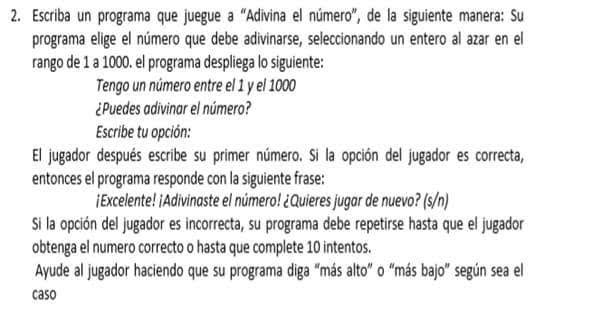 2. Escriba un programa que juegue a “Adivina el número”, de la siguiente manera: Su
programa elige el número que debe adivinarse, seleccionando un entero al azar en el
rango de 1 a 1000. el programa despliega lo siguiente:
Tengo un número entre el 1 y el 1000
¿Puedes adivinar el número?
Escribe tu opción:
El jugador después escribe su primer número. Si la opción del jugador es correcta,
entonces el programa responde con la siguiente frase:
¡Excelente! ¡Adivinaste el número! ¿Quieres jugar de nuevo? (s/n)
Si la opción del jugador es incorrecta, su programa debe repetirse hasta que el jugador
obtenga el numero correcto o hasta que complete 10 intentos.
Ayude al jugador haciendo que su programa diga “más alto” o “más bajo” según sea el
caso